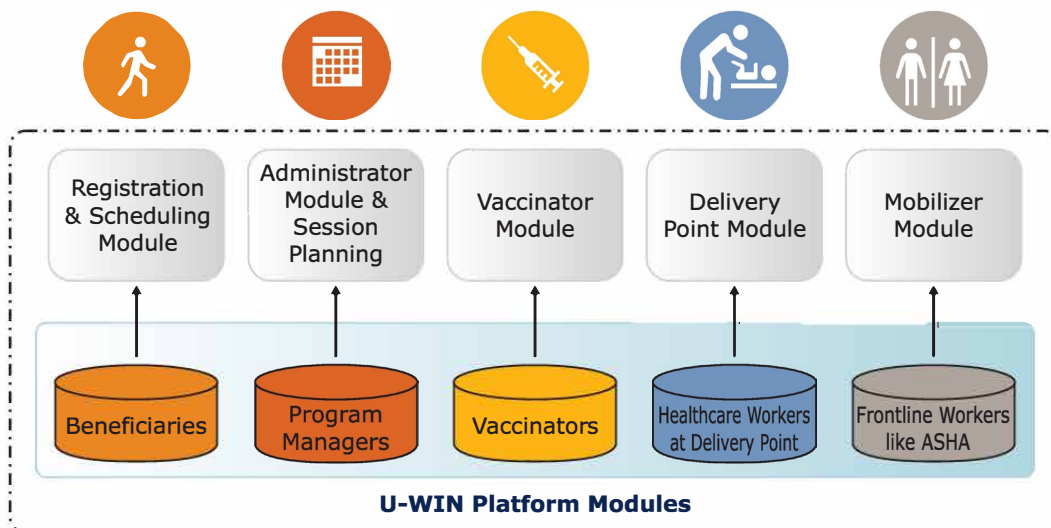 Registration
& Scheduling
Module
Administrator
Module &
Session
Planning
Vaccinator
Module
Delivery
Point Module
Mobilizer
Module
Beneficiaries
Program
Managers
Vaccinators
Healthcare Workers
at Delivery Point
Frontline Workers
like ASHA
U-WIN Platform Modules